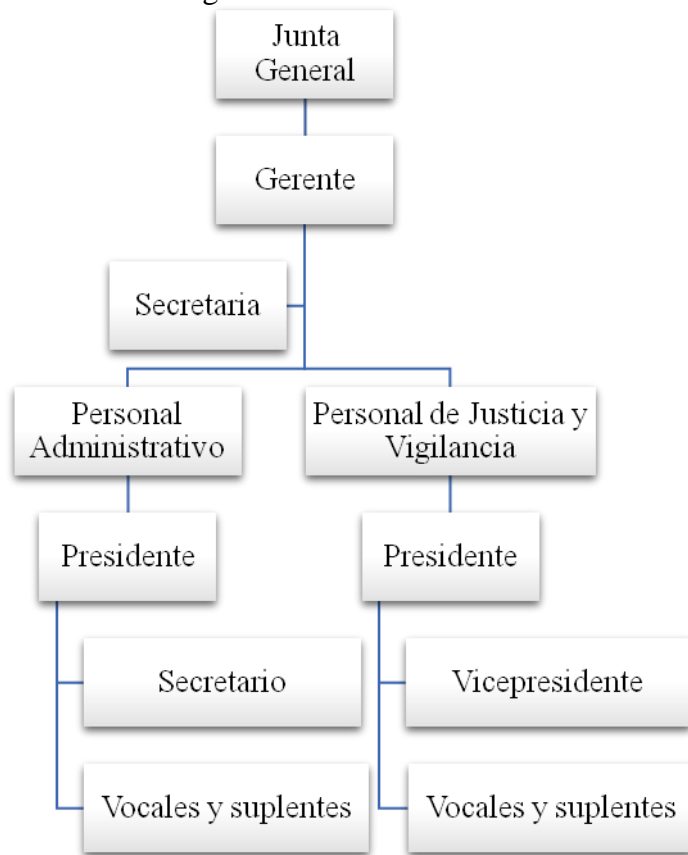 Junta
General
Gerente
Secretaria
Personal
Administrativo
Personal de Justicia y
Vigilancia
Presidente
Presidente
Secretario
Vicepresidente
Vocales y suplentes
Vocales y suplentes